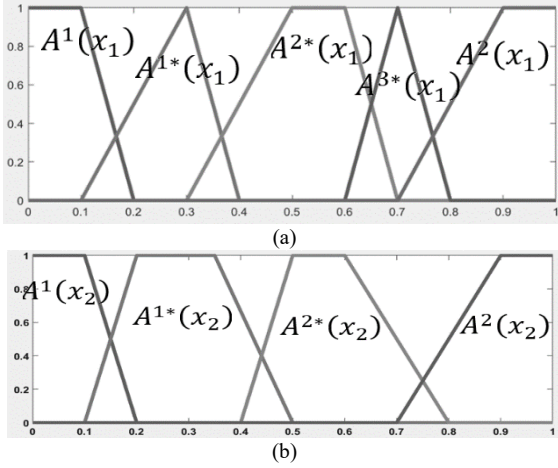 1
0.8
0.6
0.4
0.2
0
A¹(x₁)
A¹*(x₁)
A²*(x₁)
A³*(x₁)
A²(x₁)
0 0.1 0.2 0.3 0.4 0.5 0.6 0.7 0.8 0.9 1
(a)
1
0.8
0.6
0.4
0.2
0
A¹(x₂)
A¹*(x₂)
A²*(x₂)
A²(x₂)
0 0.1 0.2 0.3 0.4 0.5 0.6 0.7 0.8 0.9 1
(b)